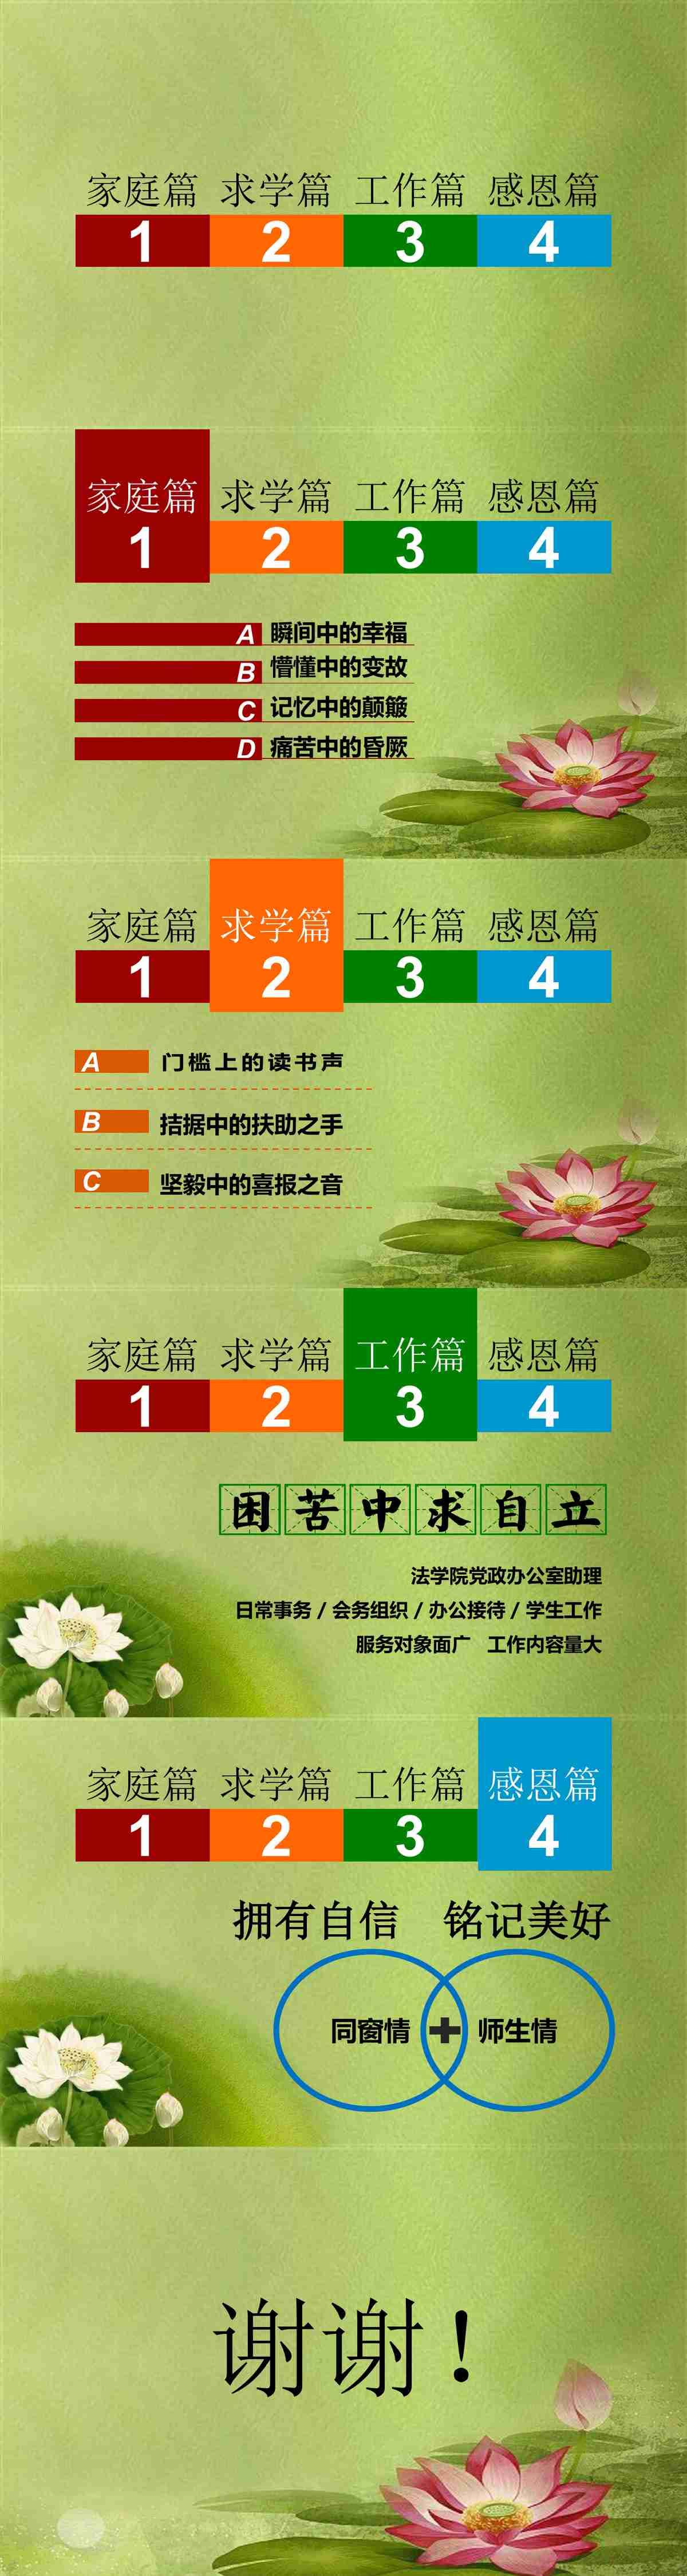 家庭篇 求学篇 工作篇 感恩篇
1 2 3 4
家庭篇 求学篇 工作篇 感恩篇
1 2 3 4
A 瞬间中的幸福
B 懵懂中的变故
C 记忆中的颠簸
D 痛苦中的昏厥
家庭篇 求学篇 工作篇 感恩篇
1 2 3 4
A 门槛上的读书声
B 拮据中的扶助之手
C 坚毅中的喜报之音
家庭篇 求学篇 工作篇 感恩篇
1 2 3 4
困苦中求自立
法学院党政办公室助理
日常事务 / 会务组织 / 办公接待 / 学生工作
服务对象面广 工作内容量大
家庭篇 求学篇 工作篇 感恩篇
1 2 3 4
拥有自信 铭记美好
同窗情 + 师生情
谢谢！